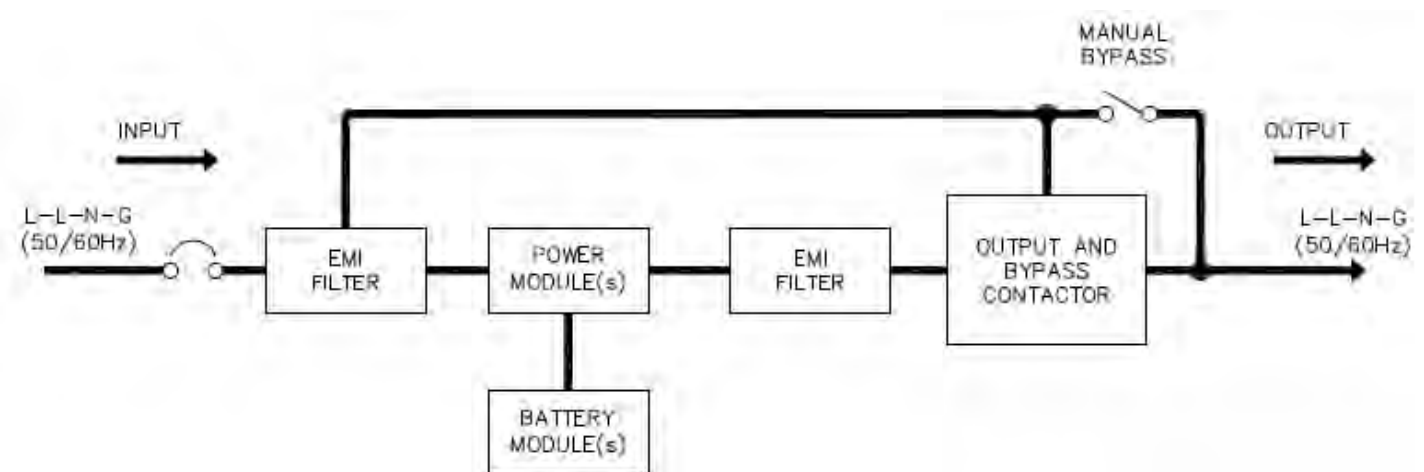 MANUAL
BYPASS
INPUT
OUTPUT
L-L-N-G
(50/60Hz)
EMI
FILTER
POWER
MODULE(s)
EMI
FILTER
OUTPUT AND
BYPASS
CONTACTOR
L-L-N-G
(50/60Hz)
BATTERY
MODULE(s)